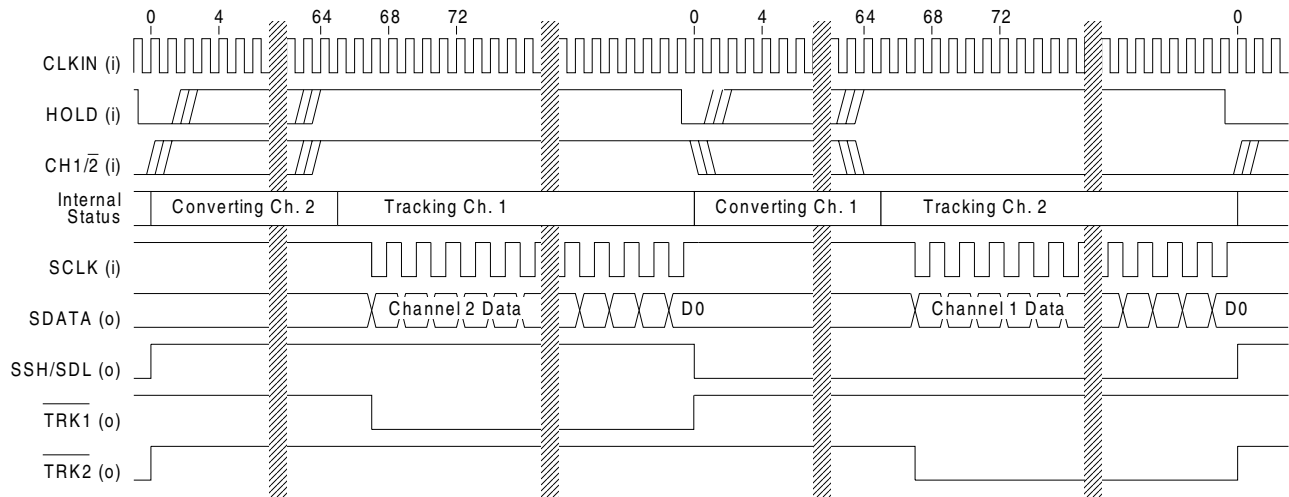 0 4 64 68 72 0 4 64 68 72 0
CLKIN (i)
HOLD (i)
CH1/2̅ (i)
Internal
Status
Converting Ch. 2 Tracking Ch. 1 Converting Ch. 1 Tracking Ch. 2
SCLK (i)
SDATA (o) Channel 2 Data D0 Channel 1 Data D0
SSH/SDL (o)
T̅R̅K̅1̅ (o)
T̅R̅K̅2̅ (o)